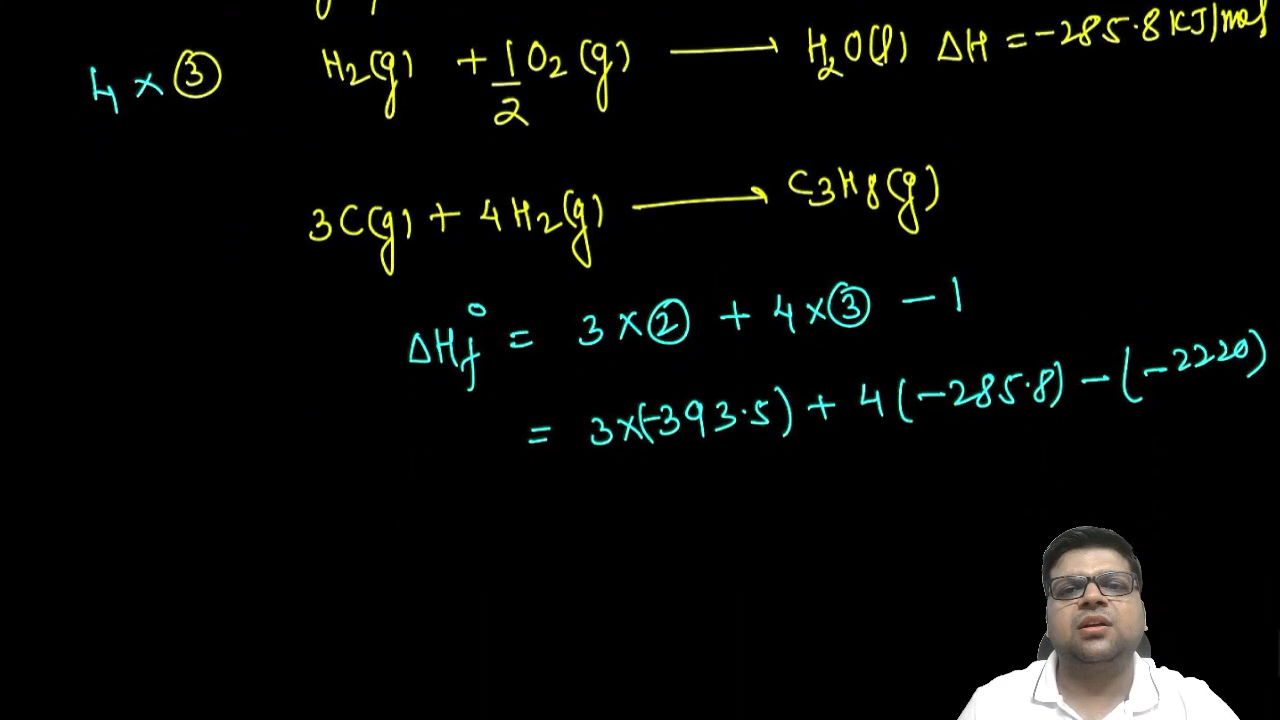 4 × ③ H2(g) + 1/2 O2(g) ⟶ H2O(l) ΔH = -285.8 KJ/mol
3C(g) + 4H2(g) ⟶ C3H8(g)
ΔHf° = 3×② + 4×③ - 1
= 3×(-393.5) + 4(-285.8) - (-2220)